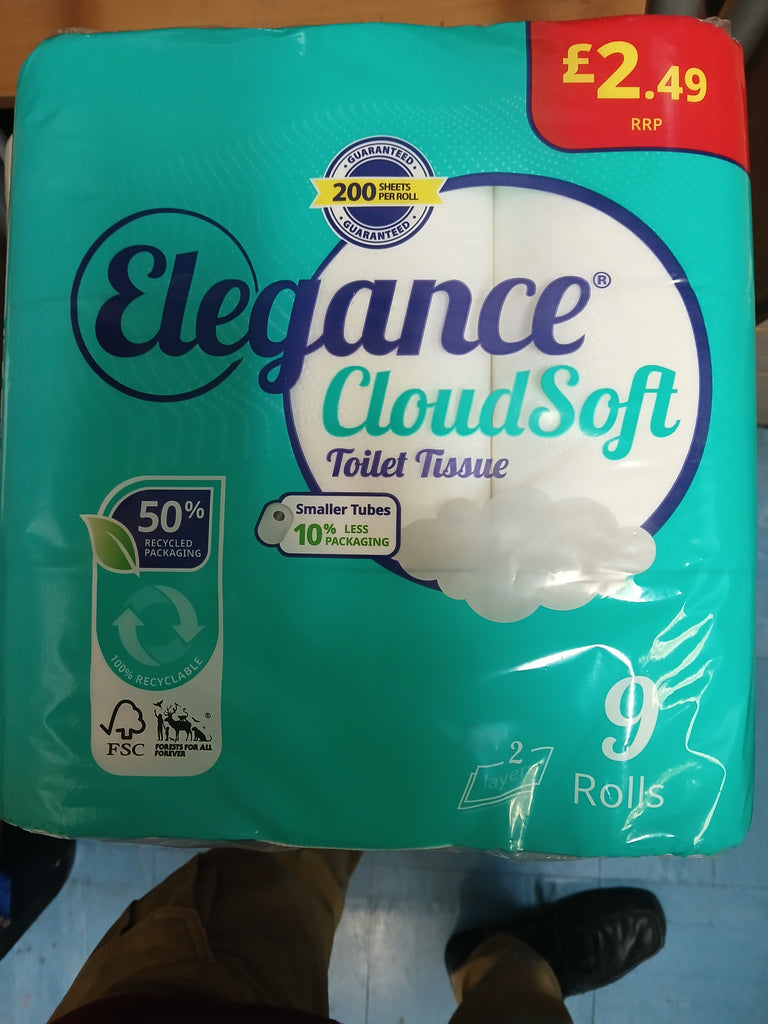 £2.49
RRP
GUARANTEED
200 SHEETS PER ROLL
GUARANTEED
Elegance®
CloudSoft
Toilet Tissue
Smaller Tubes
10% LESS PACKAGING
50%
RECYCLED
PACKAGING
100% RECYCLABLE
FSC
®
FORESTS FOR ALL
FOREVER
2
layer
9
Rolls